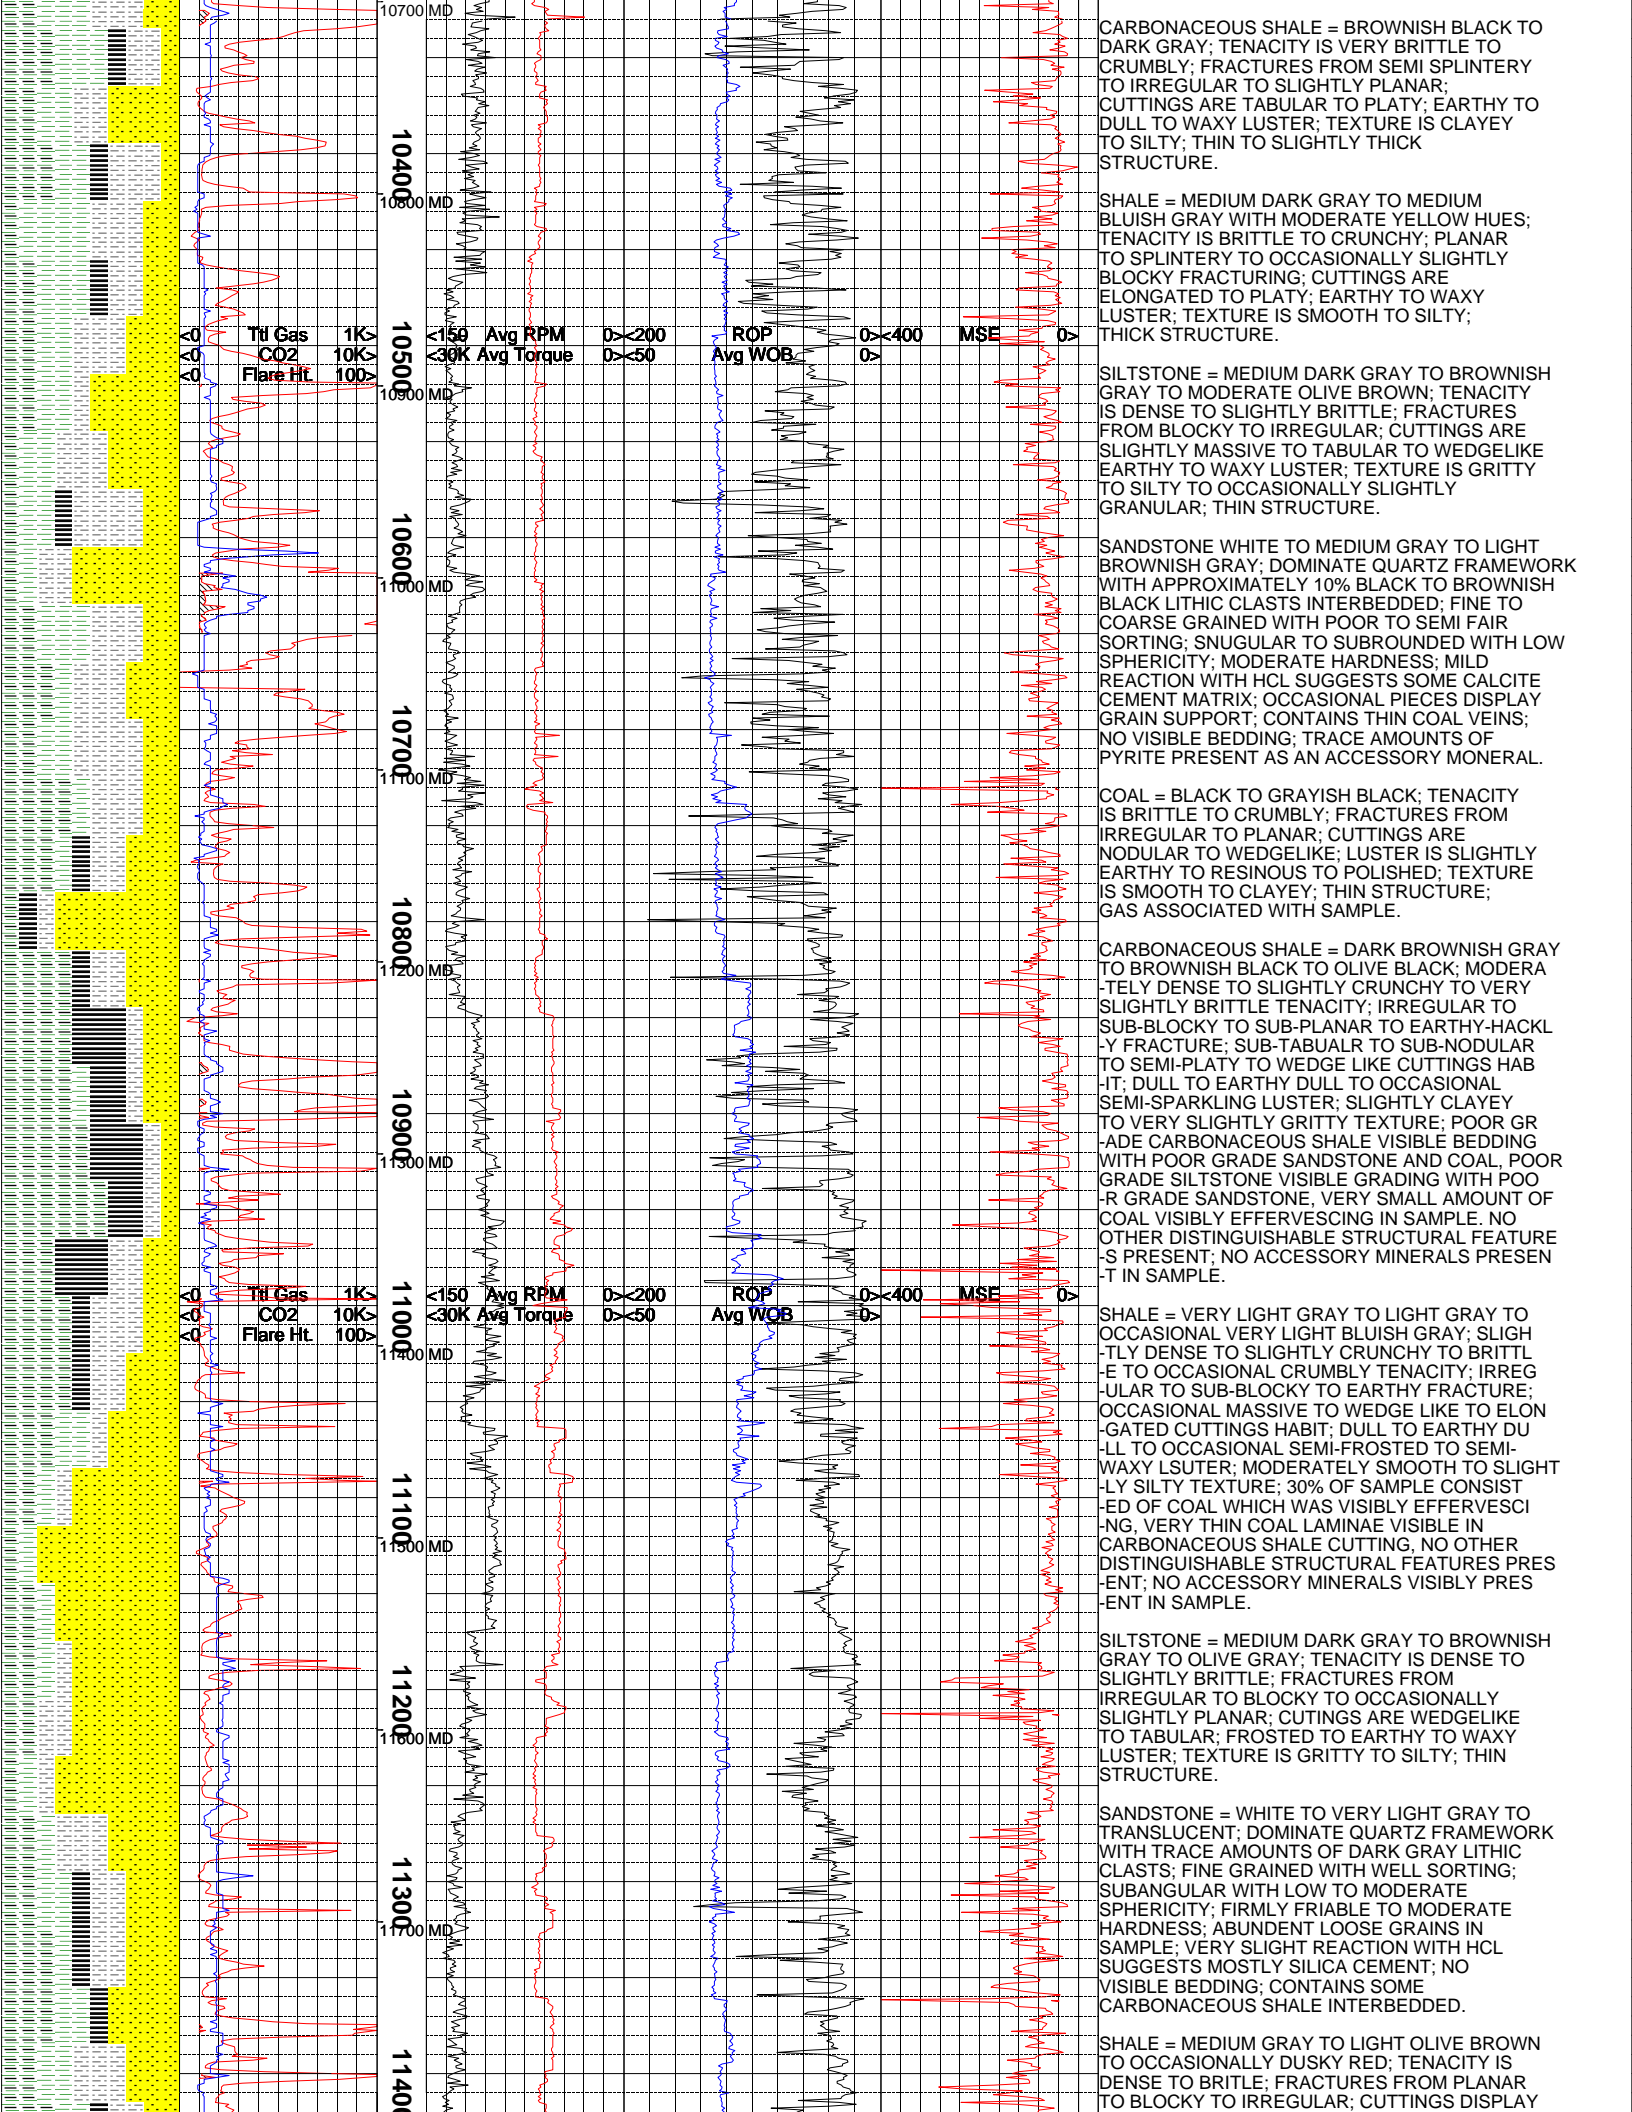 10700 MD
10400
10800 MD
<0 Ttl Gas 1K> <150 Avg RPM 0><200 ROP 0><400 MSE 0>
<0 CO2 10K> <30K Avg Torque 0><50 Avg WOB 0>
<0 Flare Ht. 100>
10500
10900 MD
10600
11000 MD
10700
11100 MD
10800
11200 MD
10900
11300 MD
<0 Ttl Gas 1K> <150 Avg RPM 0><200 ROP 0><400 MSE 0>
<0 CO2 10K> <30K Avg Torque 0><50 Avg WOB 0>
<0 Flare Ht. 100>
11000
11400 MD
11100
11500 MD
11200
11600 MD
11300
11700 MD
11400
CARBONACEOUS SHALE = BROWNISH BLACK TO
DARK GRAY; TENACITY IS VERY BRITTLE TO
CRUMBLY; FRACTURES FROM SEMI SPLINTERY
TO IRREGULAR TO SLIGHTLY PLANAR;
CUTTINGS ARE TABULAR TO PLATY; EARTHY TO
DULL TO WAXY LUSTER; TEXTURE IS CLAYEY
TO SILTY; THIN TO SLIGHTLY THICK
STRUCTURE.
SHALE = MEDIUM DARK GRAY TO MEDIUM
BLUISH GRAY WITH MODERATE YELLOW HUES;
TENACITY IS BRITTLE TO CRUNCHY; PLANAR
TO SPLINTERY TO OCCASIONALLY SLIGHTLY
BLOCKY FRACTURING; CUTTINGS ARE
ELONGATED TO PLATY; EARTHY TO WAXY
LUSTER; TEXTURE IS SMOOTH TO SILTY;
THICK STRUCTURE.
SILTSTONE = MEDIUM DARK GRAY TO BROWNISH
GRAY TO MODERATE OLIVE BROWN; TENACITY
IS DENSE TO SLIGHTLY BRITTLE; FRACTURES
FROM BLOCKY TO IRREGULAR; CUTTINGS ARE
SLIGHTLY MASSIVE TO TABULAR TO WEDGELIKE
EARTHY TO WAXY LUSTER; TEXTURE IS GRITTY
TO SILTY TO OCCASIONALLY SLIGHTLY
GRANULAR; THIN STRUCTURE.
SANDSTONE WHITE TO MEDIUM GRAY TO LIGHT
BROWNISH GRAY; DOMINATE QUARTZ FRAMEWORK
WITH APPROXIMATELY 10% BLACK TO BROWNISH
BLACK LITHIC CLASTS INTERBEDDED; FINE TO
COARSE GRAINED WITH POOR TO SEMI FAIR
SORTING; SNUGULAR TO SUBROUNDED WITH LOW
SPHERICITY; MODERATE HARDNESS; MILD
REACTION WITH HCL SUGGESTS SOME CALCITE
CEMENT MATRIX; OCCASIONAL PIECES DISPLAY
GRAIN SUPPORT; CONTAINS THIN COAL VEINS;
NO VISIBLE BEDDING; TRACE AMOUNTS OF
PYRITE PRESENT AS AN ACCESSORY MONERAL.
COAL = BLACK TO GRAYISH BLACK; TENACITY
IS BRITTLE TO CRUMBLY; FRACTURES FROM
IRREGULAR TO PLANAR; CUTTINGS ARE
NODULAR TO WEDGELIKE; LUSTER IS SLIGHTLY
EARTHY TO RESINOUS TO POLISHED; TEXTURE
IS SMOOTH TO CLAYEY; THIN STRUCTURE;
GAS ASSOCIATED WITH SAMPLE.
CARBONACEOUS SHALE = DARK BROWNISH GRAY
TO BROWNISH BLACK TO OLIVE BLACK; MODERA
-TELY DENSE TO SLIGHTLY CRUNCHY TO VERY
SLIGHTLY BRITTLE TENACITY; IRREGULAR TO
SUB-BLOCKY TO SUB-PLANAR TO EARTHY-HACKL
-Y FRACTURE; SUB-TABUALR TO SUB-NODULAR
TO SEMI-PLATY TO WEDGE LIKE CUTTINGS HAB
-IT; DULL TO EARTHY DULL TO OCCASIONAL
SEMI-SPARKLING LUSTER; SLIGHTLY CLAYEY
TO VERY SLIGHTLY GRITTY TEXTURE; POOR GR
-ADE CARBONACEOUS SHALE VISIBLE BEDDING
WITH POOR GRADE SANDSTONE AND COAL, POOR
GRADE SILTSTONE VISIBLE GRADING WITH POO
-R GRADE SANDSTONE, VERY SMALL AMOUNT OF
COAL VISIBLY EFFERVESCING IN SAMPLE. NO
OTHER DISTINGUISHABLE STRUCTURAL FEATURE
-S PRESENT; NO ACCESSORY MINERALS PRESEN
-T IN SAMPLE.
SHALE = VERY LIGHT GRAY TO LIGHT GRAY TO
OCCASIONAL VERY LIGHT BLUISH GRAY; SLIGH
-TLY DENSE TO SLIGHTLY CRUNCHY TO BRITTL
-E TO OCCASIONAL CRUMBLY TENACITY; IRREG
-ULAR TO SUB-BLOCKY TO EARTHY FRACTURE;
OCCASIONAL MASSIVE TO WEDGE LIKE TO ELON
-GATED CUTTINGS HABIT; DULL TO EARTHY DU
-LL TO OCCASIONAL SEMI-FROSTED TO SEMI-
WAXY LSUTER; MODERATELY SMOOTH TO SLIGHT
-LY SILTY TEXTURE; 30% OF SAMPLE CONSIST
-ED OF COAL WHICH WAS VISIBLY EFFERVESCI
-NG, VERY THIN COAL LAMINAE VISIBLE IN
CARBONACEOUS SHALE CUTTING, NO OTHER
DISTINGUISHABLE STRUCTURAL FEATURES PRES
-ENT; NO ACCESSORY MINERALS VISIBLY PRES
-ENT IN SAMPLE.
SILTSTONE = MEDIUM DARK GRAY TO BROWNISH
GRAY TO OLIVE GRAY; TENACITY IS DENSE TO
SLIGHTLY BRITTLE; FRACTURES FROM
IRREGULAR TO BLOCKY TO OCCASIONALLY
SLIGHTLY PLANAR; CUTINGS ARE WEDGELIKE
TO TABULAR; FROSTED TO EARTHY TO WAXY
LUSTER; TEXTURE IS GRITTY TO SILTY; THIN
STRUCTURE.
SANDSTONE = WHITE TO VERY LIGHT GRAY TO
TRANSLUCENT; DOMINATE QUARTZ FRAMEWORK
WITH TRACE AMOUNTS OF DARK GRAY LITHIC
CLASTS; FINE GRAINED WITH WELL SORTING;
SUBANGULAR WITH LOW TO MODERATE
SPHERICITY; FIRMLY FRIABLE TO MODERATE
HARDNESS; ABUNDENT LOOSE GRAINS IN
SAMPLE; VERY SLIGHT REACTION WITH HCL
SUGGESTS MOSTLY SILICA CEMENT; NO
VISIBLE BEDDING; CONTAINS SOME
CARBONACEOUS SHALE INTERBEDDED.
SHALE = MEDIUM GRAY TO LIGHT OLIVE BROWN
TO OCCASIONALLY DUSKY RED; TENACITY IS
DENSE TO BRITLE; FRACTURES FROM PLANAR
TO BLOCKY TO IRREGULAR; CUTTINGS DISPLAY